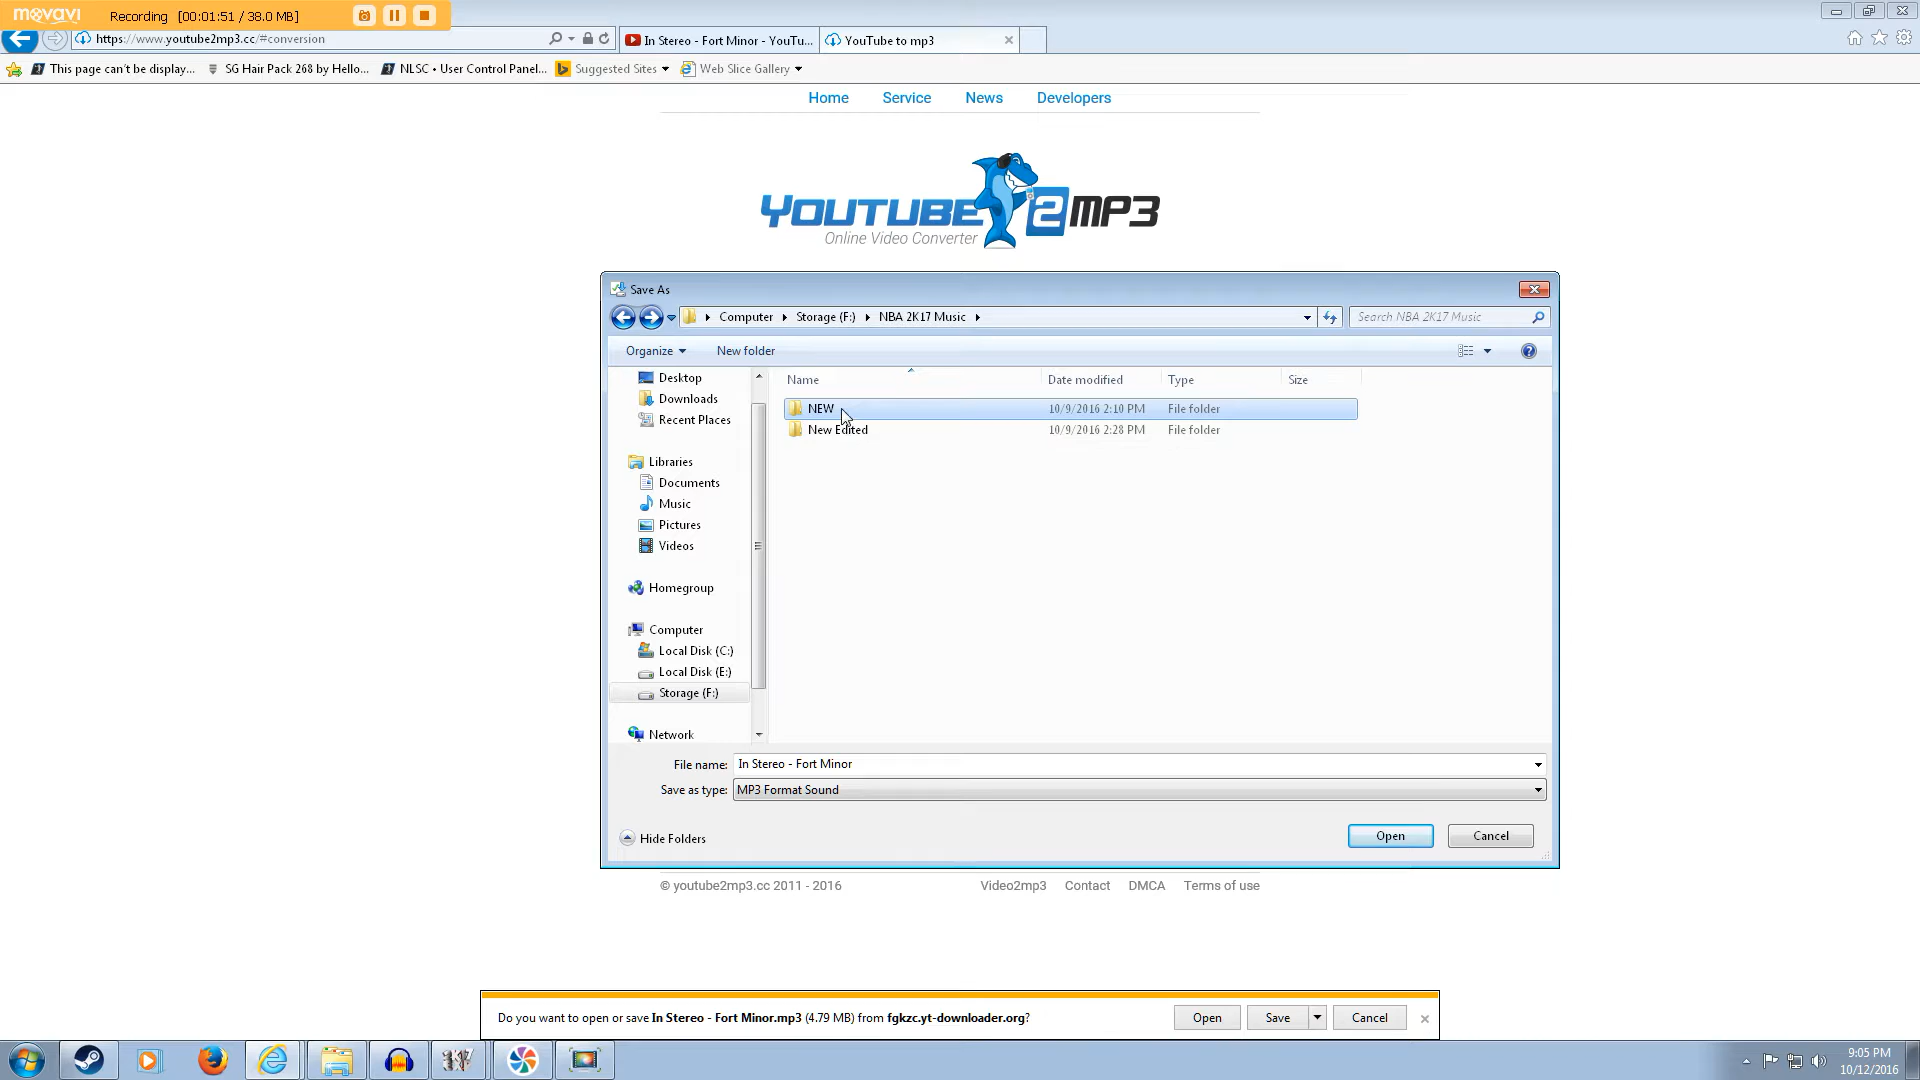 movavi Recording [00:01:51 / 38.0 MB]
https://www.youtube2mp3.cc/#conversion
In Stereo - Fort Minor - YouTu...
YouTube to mp3
This page can't be display...
SG Hair Pack 268 by Hello...
NLSC • User Control Panel...
Suggested Sites
Web Slice Gallery
Home Service News Developers
YOUTUBE 2 MP3
Online Video Converter
Save As
Computer Storage (F:) NBA 2K17 Music
Search NBA 2K17 Music
Organize New folder
Name Date modified Type Size
NEW 10/9/2016 2:10 PM File folder
New Edited 10/9/2016 2:28 PM File folder
Desktop
Downloads
Recent Places
Libraries
Documents
Music
Pictures
Videos
Homegroup
Computer
Local Disk (C:)
Local Disk (E:)
Storage (F:)
Network
File name: In Stereo - Fort Minor
Save as type: MP3 Format Sound
Hide Folders
Open Cancel
© youtube2mp3.cc 2011 - 2016 Video2mp3 Contact DMCA Terms of use
Do you want to open or save In Stereo - Fort Minor.mp3 (4.79 MB) from fgkzc.yt-downloader.org?
Open Save Cancel
9:05 PM
10/12/2016